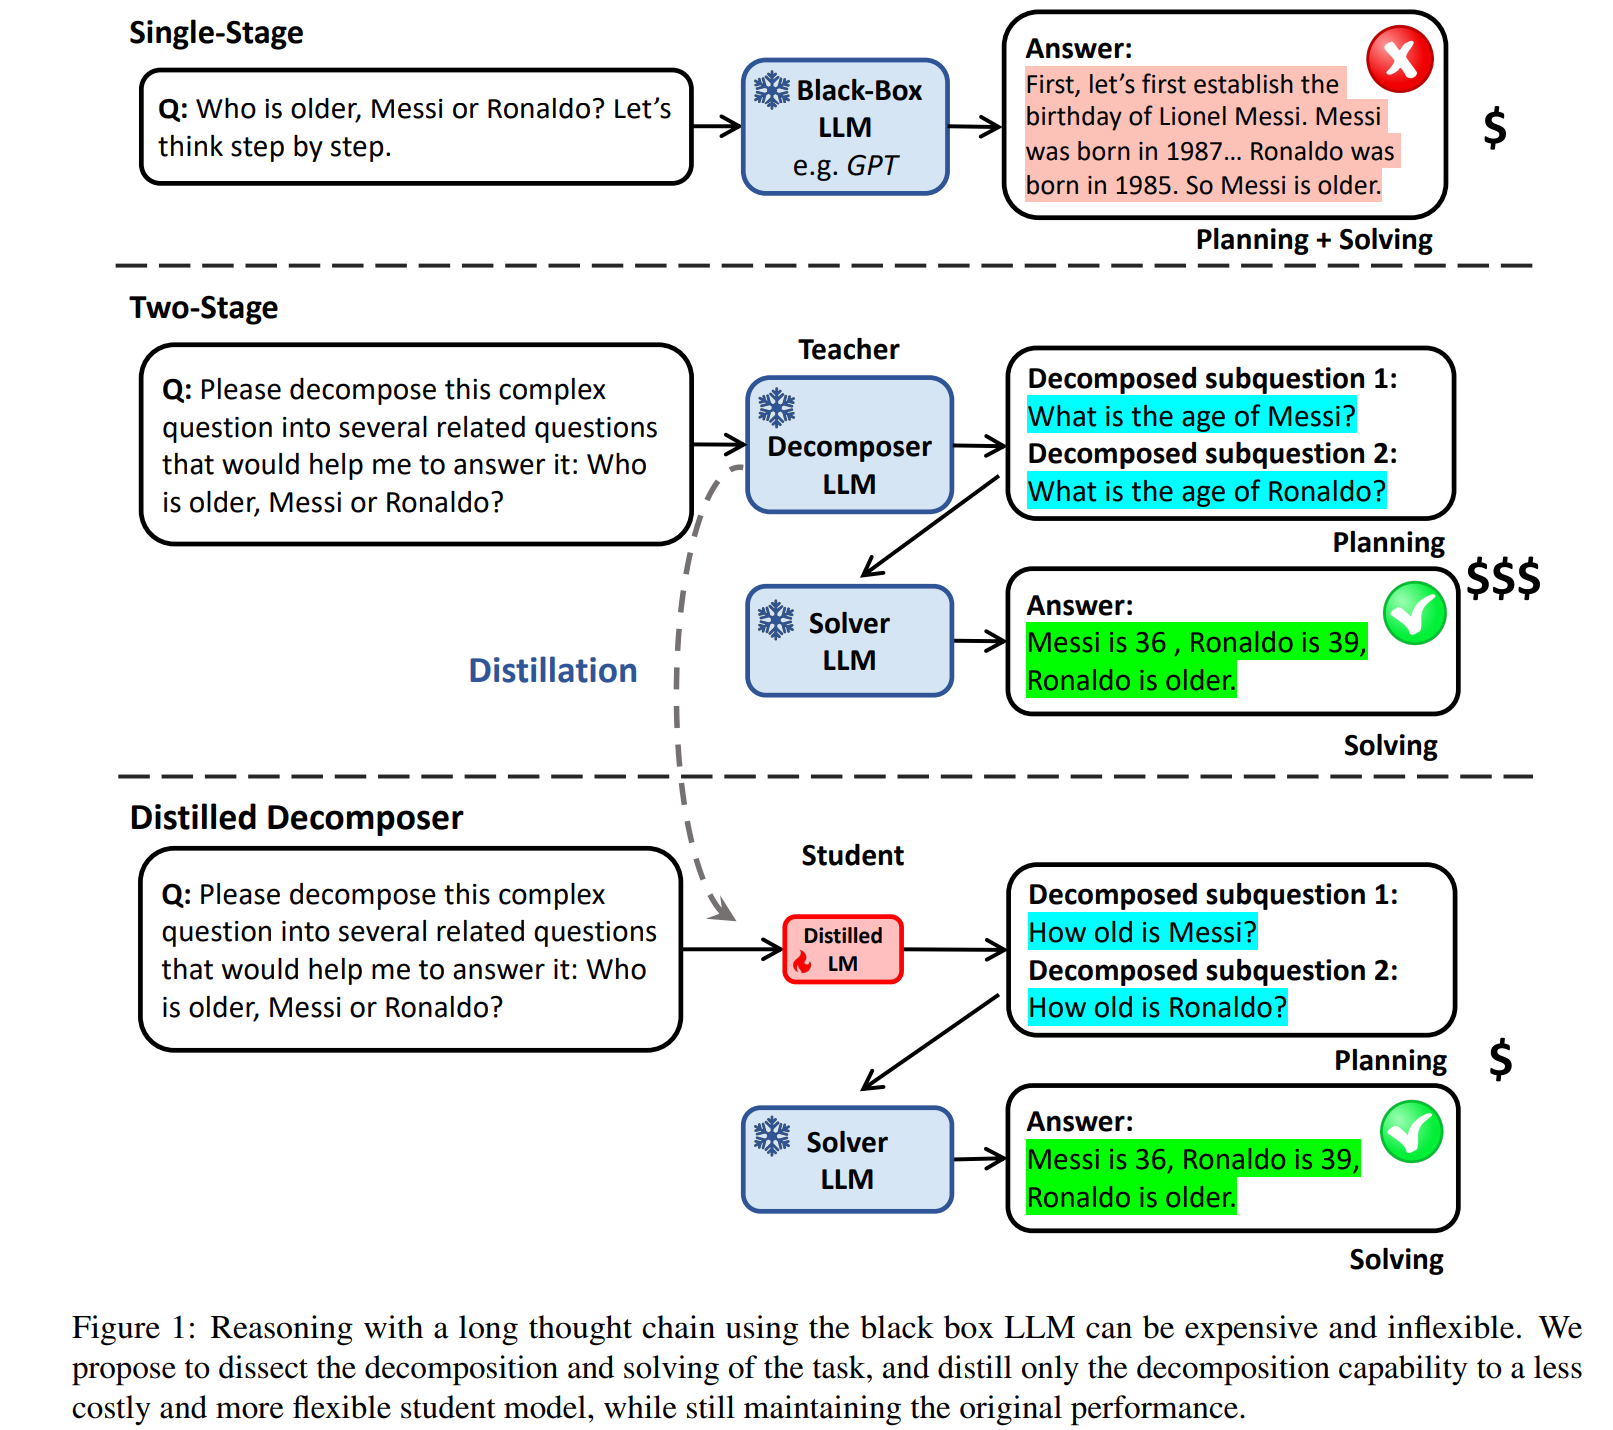 Single-Stage
Q: Who is older, Messi or Ronaldo? Let's
think step by step.
Black-Box
LLM
e.g. GPT
Answer:
First, let's first establish the
birthday of Lionel Messi. Messi
was born in 1987... Ronaldo was
born in 1985. So Messi is older.
$
Planning + Solving
Two-Stage
Q: Please decompose this complex
question into several related questions
that would help me to answer it: Who
is older, Messi or Ronaldo?
Teacher
Decomposer
LLM
Decomposed subquestion 1:
What is the age of Messi?
Decomposed subquestion 2:
What is the age of Ronaldo?
Planning
$$$
Solver
LLM
Answer:
Messi is 36 , Ronaldo is 39,
Ronaldo is older.
Solving
Distillation
Distilled Decomposer
Q: Please decompose this complex
question into several related questions
that would help me to answer it: Who
is older, Messi or Ronaldo?
Student
Distilled
LM
Decomposed subquestion 1:
How old is Messi?
Decomposed subquestion 2:
How old is Ronaldo?
Planning
$
Solver
LLM
Answer:
Messi is 36, Ronaldo is 39,
Ronaldo is older.
Solving
Figure 1: Reasoning with a long thought chain using the black box LLM can be expensive and inflexible. We
propose to dissect the decomposition and solving of the task, and distill only the decomposition capability to a less
costly and more flexible student model, while still maintaining the original performance.